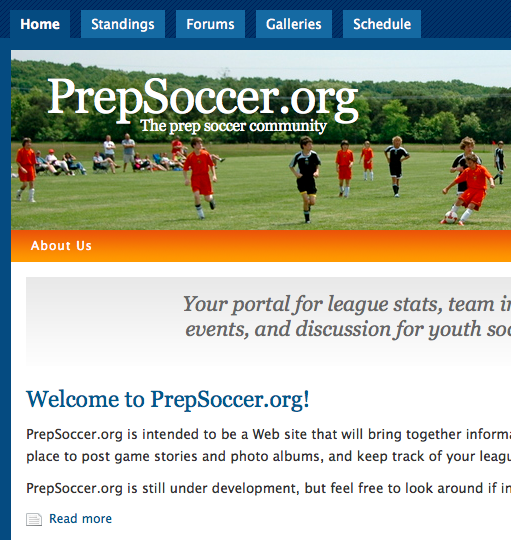 Home Standings Forums Galleries Schedule
PrepSoccer.org
The prep soccer community
About Us
Your portal for league stats, team in
events, and discussion for youth soc
Welcome to PrepSoccer.org!
PrepSoccer.org is intended to be a Web site that will bring together informa
place to post game stories and photo albums, and keep track of your leagu
PrepSoccer.org is still under development, but feel free to look around if in
Read more